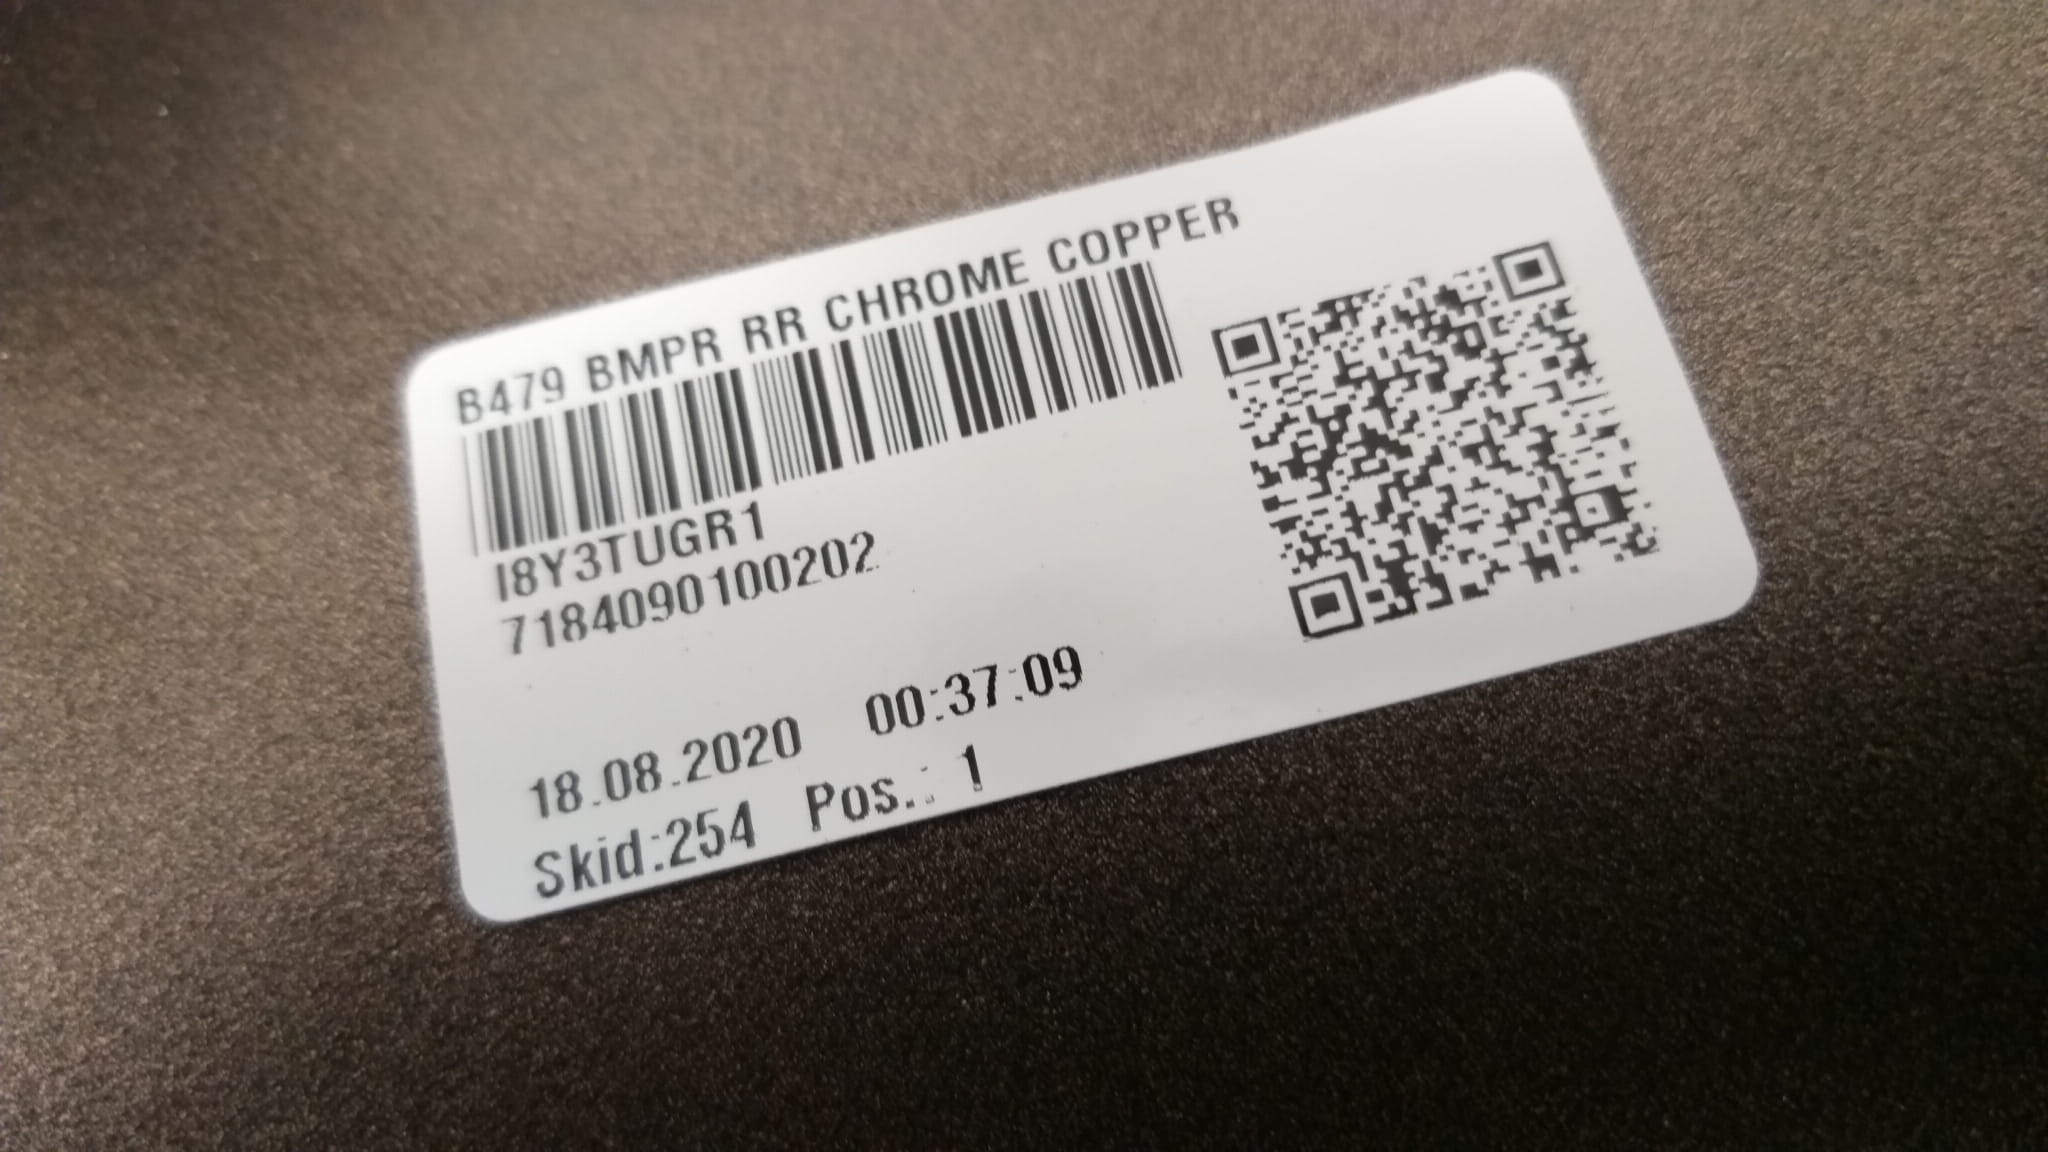 B479 BMPR RR CHROME COPPER
I8Y3TUGR1
7184090100202
18.08.2020 00:37:09
Skid:254 Pos.: 1